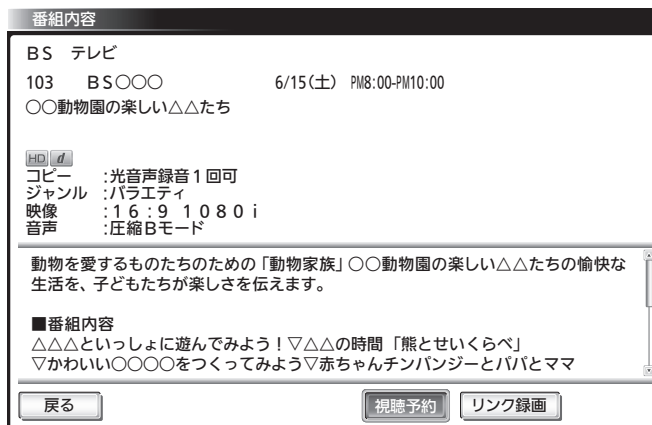 番組内容
BS テレビ
103 BS○○○ 6/15(土) PM8:00-PM10:00
○○動物園の楽しい△△たち
HD d
コピー :光音声録音1回可
ジャンル :バラエティ
映像 :16:9 1080i
音声 :圧縮Bモード
動物を愛するものたちのための「動物家族」○○動物園の楽しい△△たちの愉快な
生活を、子どもたちが楽しさを伝えます。
■番組内容
△△△といっしょに遊んでみよう!▽△△の時間「熊とせいくらべ」
▽かわいい○○○○をつくってみよう▽赤ちゃんチンパンジーとパパとママ
戻る 視聴予約 リンク録画